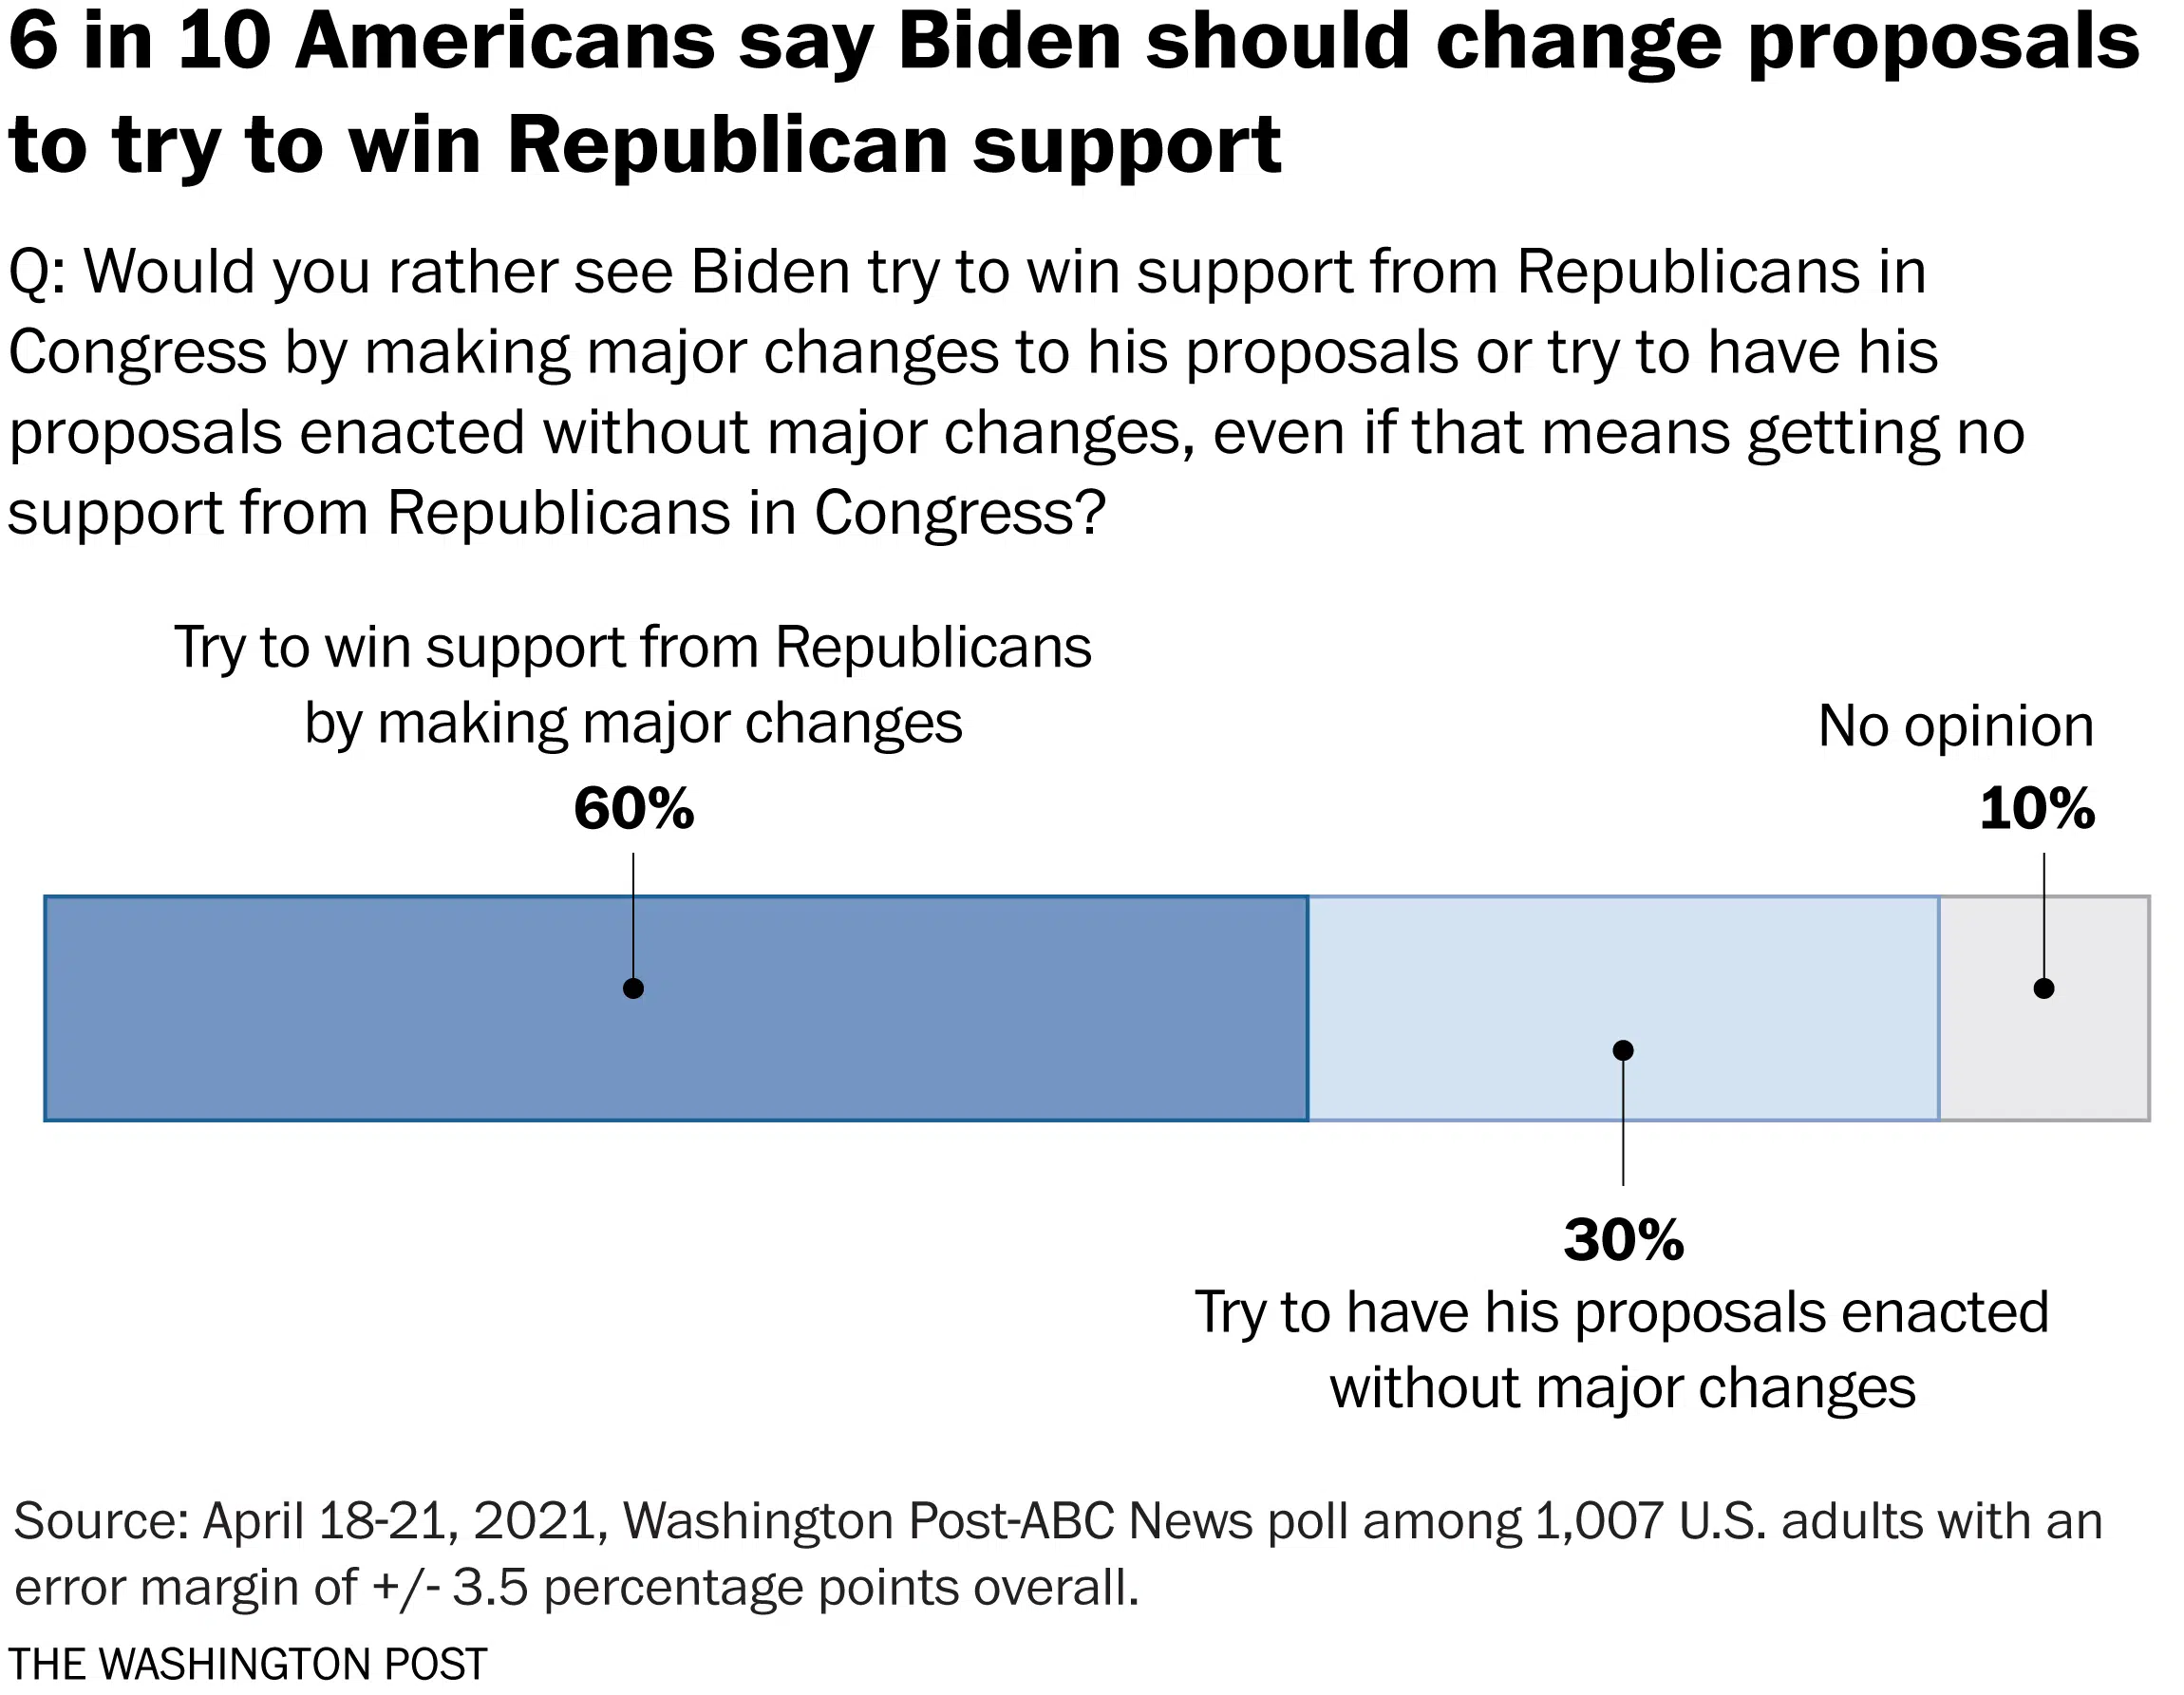 6 in 10 Americans say Biden should change proposals
to try to win Republican support
Q: Would you rather see Biden try to win support from Republicans in
Congress by making major changes to his proposals or try to have his
proposals enacted without major changes, even if that means getting no
support from Republicans in Congress?
Try to win support from Republicans
by making major changes
60%
No opinion
10%
30%
Try to have his proposals enacted
without major changes
Source: April 18-21, 2021, Washington Post-ABC News poll among 1,007 U.S. adults with an
error margin of +/- 3.5 percentage points overall.
THE WASHINGTON POST